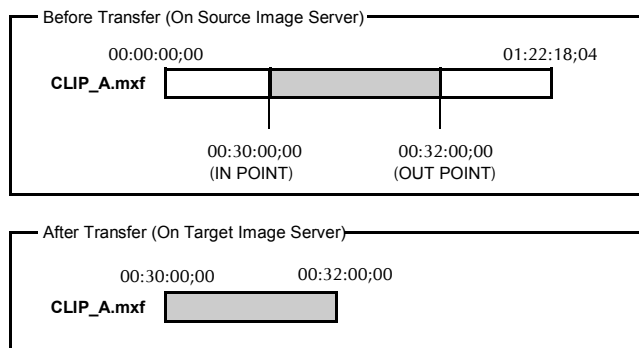 Before Transfer (On Source Image Server)
00:00:00;00 01:22:18;04
CLIP_A.mxf
00:30:00;00 00:32:00;00
(IN POINT) (OUT POINT)
After Transfer (On Target Image Server)
00:30:00;00 00:32:00;00
CLIP_A.mxf